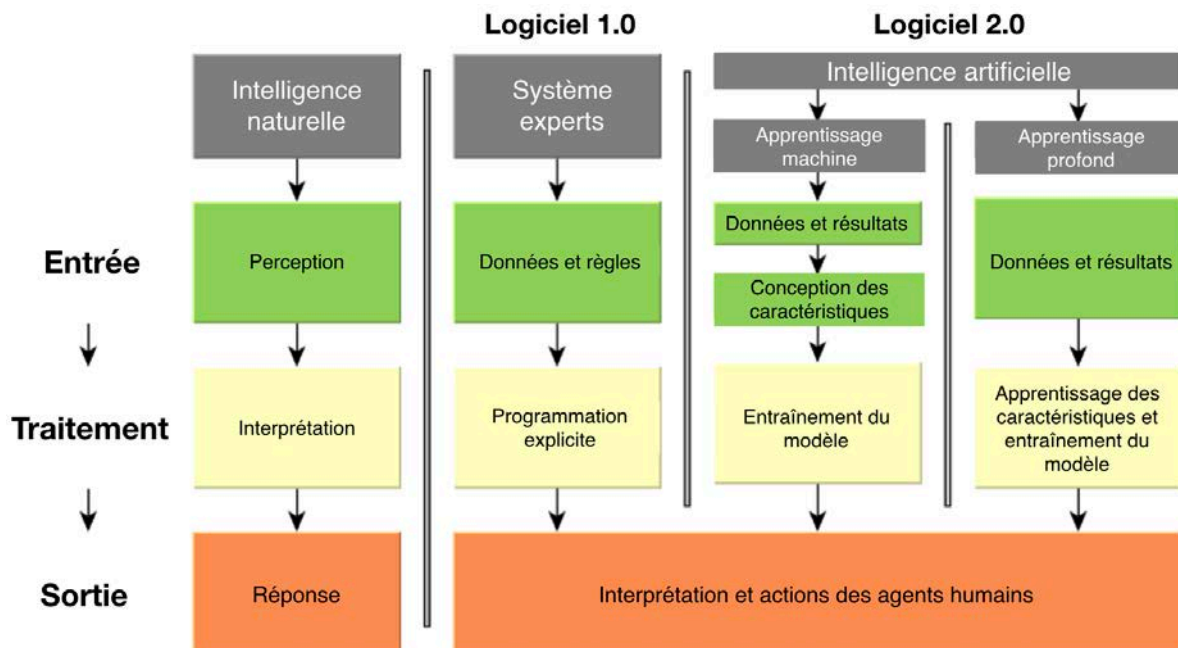 Logiciel 1.0
Logiciel 2.0
Intelligence
naturelle
Système
experts
Intelligence artificielle
Apprentissage
machine
Apprentissage
profond
Entrée
Perception
Données et règles
Données et résultats
Conception des
caractéristiques
Données et résultats
Traitement
Interprétation
Programmation
explicite
Entraînement du
modèle
Apprentissage des
caractéristiques et
entraînement du
modèle
Sortie
Réponse
Interprétation et actions des agents humains